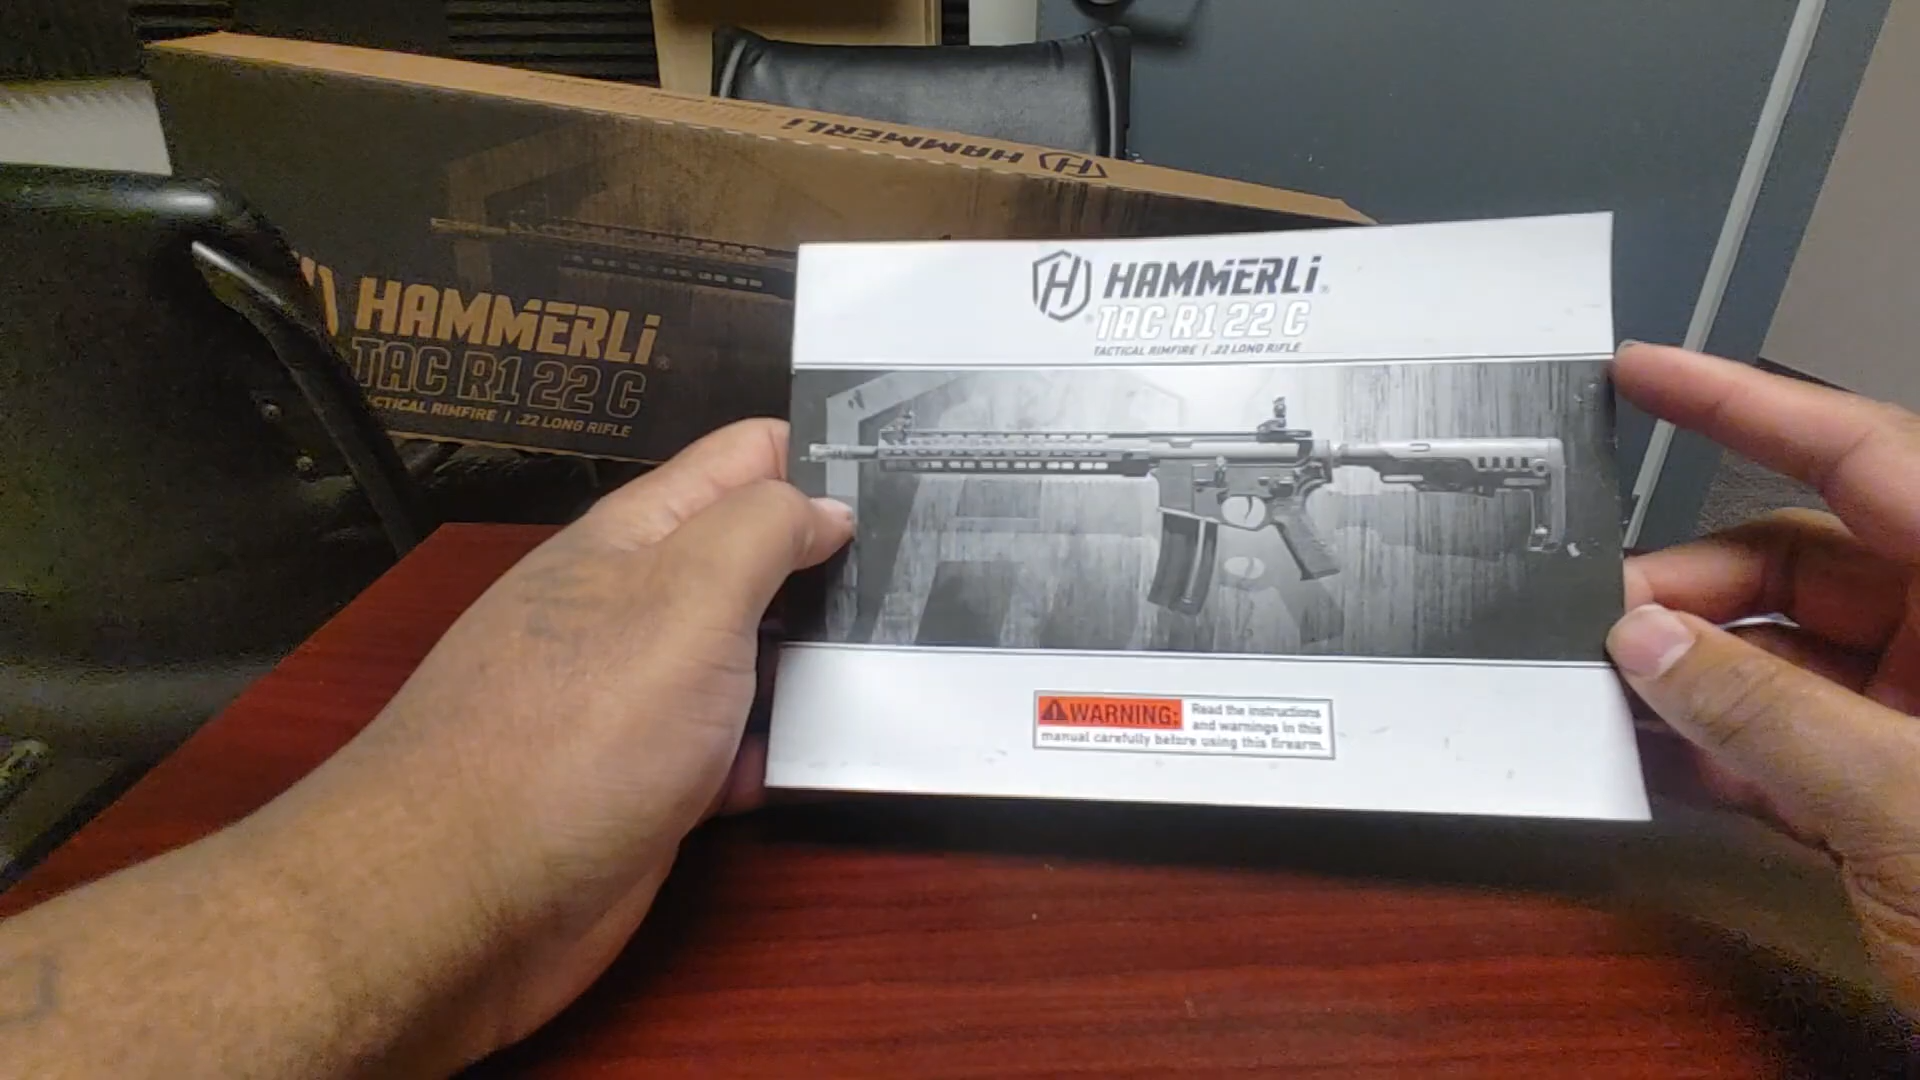 HAMMERLi
HAMMERLi
TAC R1 22 C
TACTICAL RIMFIRE | .22 LONG RIFLE
HAMMERLi®
TAC R1 22 C
TACTICAL RIMFIRE | .22 LONG RIFLE
WARNING: Read the instructions
and warnings in this
manual carefully before using this firearm.